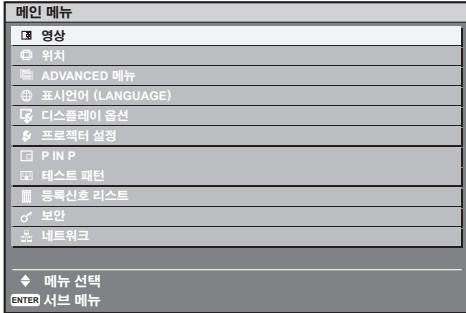 메인 메뉴
영상
위치
ADVANCED 메뉴
표시언어 (LANGUAGE)
디스플레이 옵션
프로젝터 설정
P IN P
테스트 패턴
등록신호 리스트
보안
네트워크
메뉴 선택
ENTER 서브 메뉴